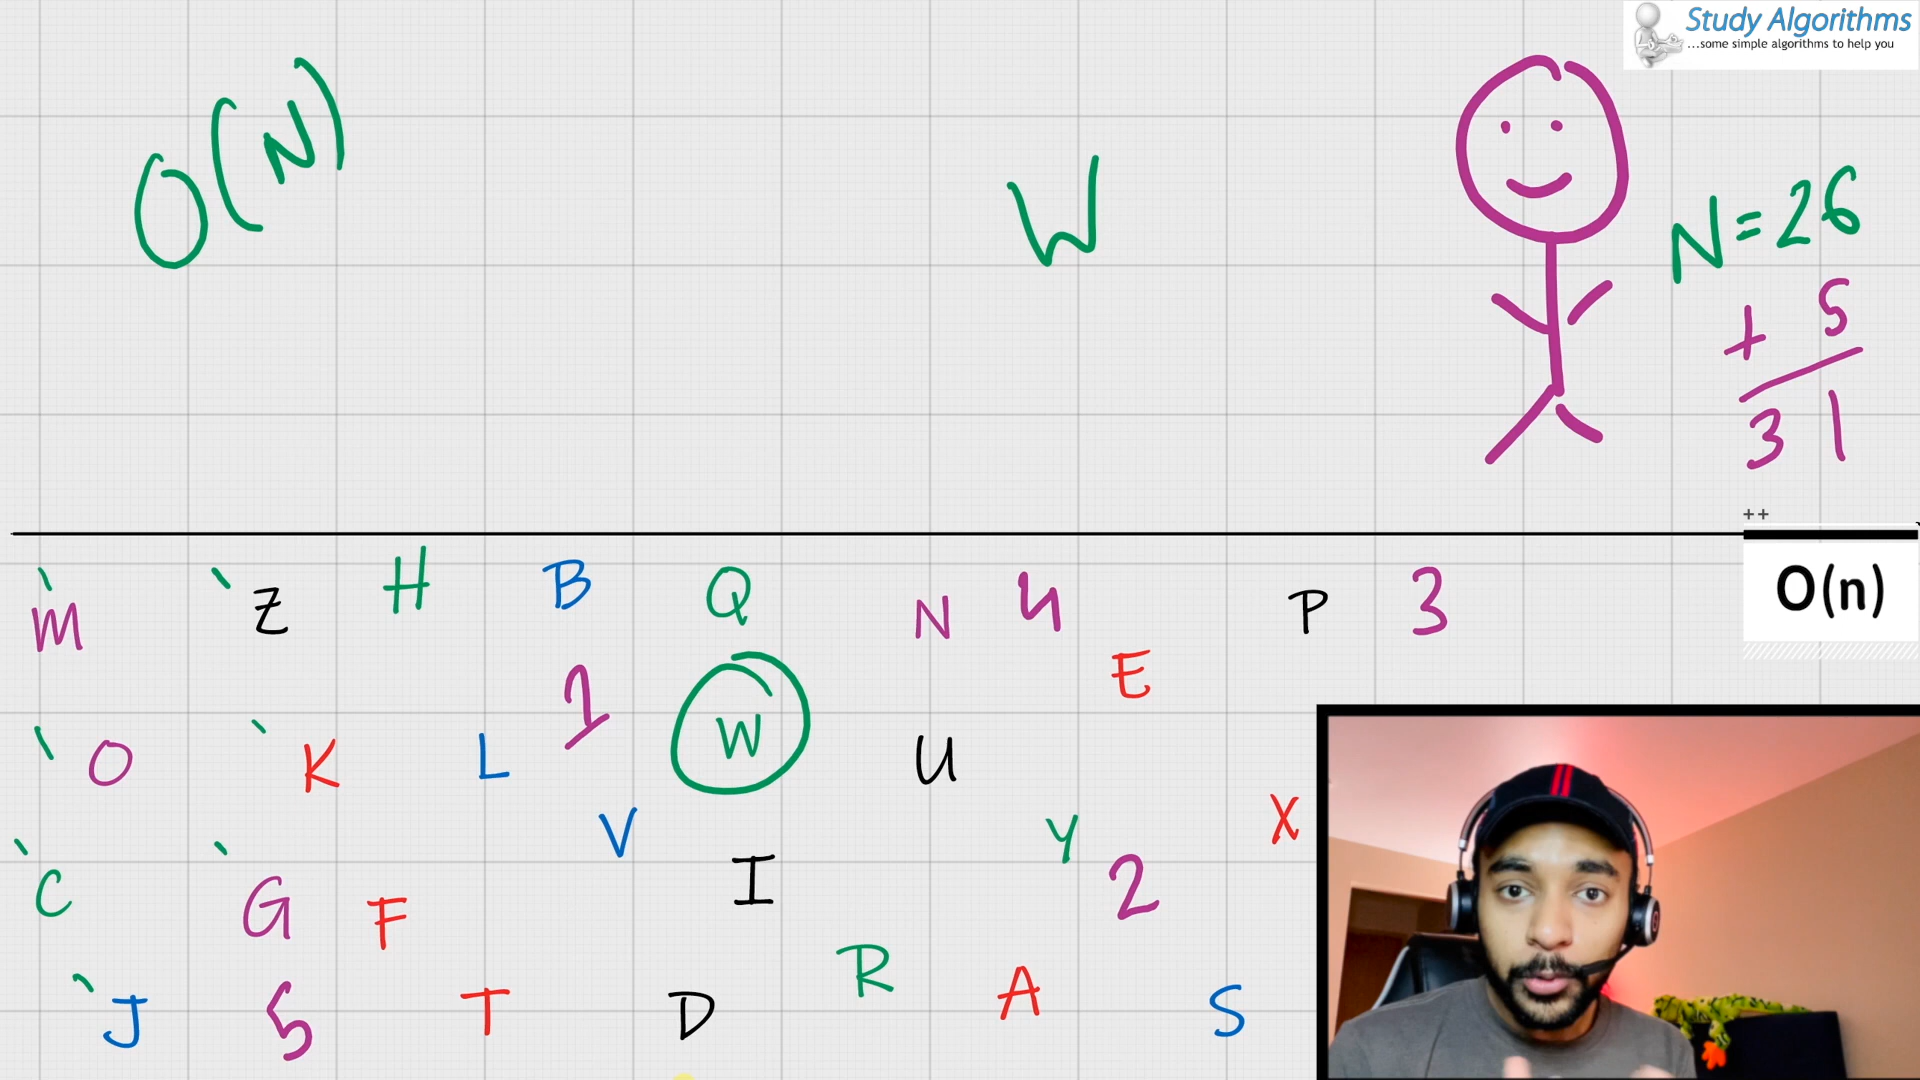 Study Algorithms
...some simple algorithms to help you
O(N)
W
N=26
+ 5
31
++
O(n)
M Z H B Q N 4 P 3
E
1
O K L W U
V Y X
C G F I 2
R
J 5 T D A S